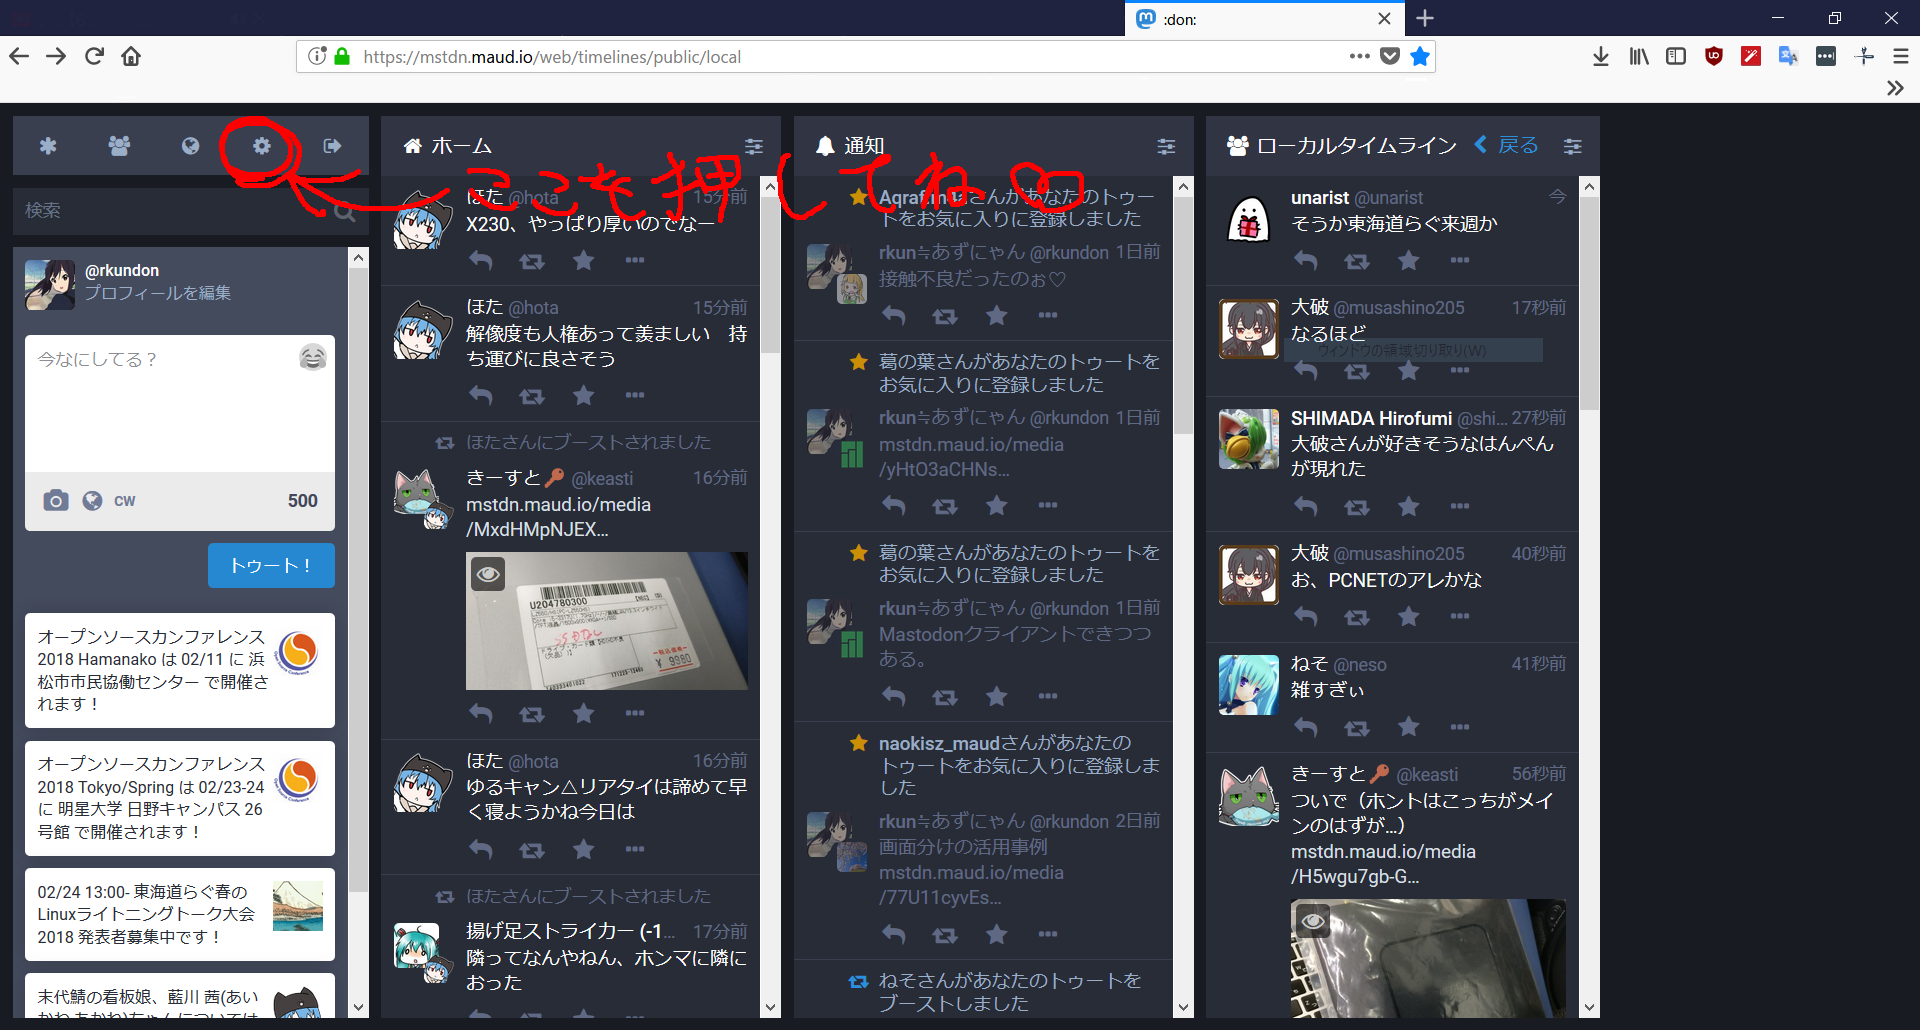 :don:
https://mstdn.maud.io/web/timelines/public/local
ここを押してね
検索
@rkundon
プロフィールを編集
今なにしてる？
CW
500
トゥート！
オープンソースカンファレンス
2018 Hamanako は 02/11 に 浜
松市市民協働センター で開催さ
れます！
オープンソースカンファレンス
2018 Tokyo/Spring は 02/23-24
に 明星大学 日野キャンパス 26
号館 で開催されます！
02/24 13:00- 東海道らぐ春の
Linuxライトニングトーク大会
2018 発表者募集中です！
末代鯖の看板娘、藍川 茜(あい
かわ あかね)ちゃんについては
ホーム
ほた @hota 15分前
X230、やっぱり厚いのでなー
ほた @hota 15分前
解像度も人権あって羨ましい 持
ち運びに良さそう
ほたさんにブーストされました
きーすと @keasti 16分前
mstdn.maud.io/media
/MxdHMpNJEX...
U204780300
¥ 9980
ほた @hota 16分前
ゆるキャン△リアタイは諦めて早
く寝ようかね今日は
ほたさんにブーストされました
揚げ足ストライカー (-1... 17分前
隣ってなんやねん、ホンマに隣に
おった
通知
さんがあなたのトゥー
トをお気に入りに登録しました
rkun≒あずにゃん @rkundon 1日前
接触不良だったのぉ♡
葛の葉さんがあなたのトゥートを
お気に入りに登録しました
rkun≒あずにゃん @rkundon 1日前
mstdn.maud.io/media
/yHtO3aCHNs...
葛の葉さんがあなたのトゥートを
お気に入りに登録しました
rkun≒あずにゃん @rkundon 1日前
Mastodonクライアントできつつ
ある。
naokisz_maudさんがあなたの
トゥートをお気に入りに登録しま
した
rkun≒あずにゃん @rkundon 2日前
画面分けの活用事例
mstdn.maud.io/media
/77U11cyvEs...
ねそさんがあなたのトゥートを
ブーストしました
ローカルタイムライン 戻る
unarist @unarist 今
そうか東海道らぐ来週か
大破 @musashino205 17秒前
なるほど
ウィンドウの領域切り取り(W)
SHIMADA Hirofumi @shi... 27秒前
大破さんが好きそうなはんぺん
が現れた
大破 @musashino205 40秒前
お、PCNETのアレかな
ねそ @neso 41秒前
雑すぎぃ
きーすと @keasti 56秒前
ついで（ホントはこっちがメイ
ンのはずが...）
mstdn.maud.io/media
/H5wgu7gb-G...